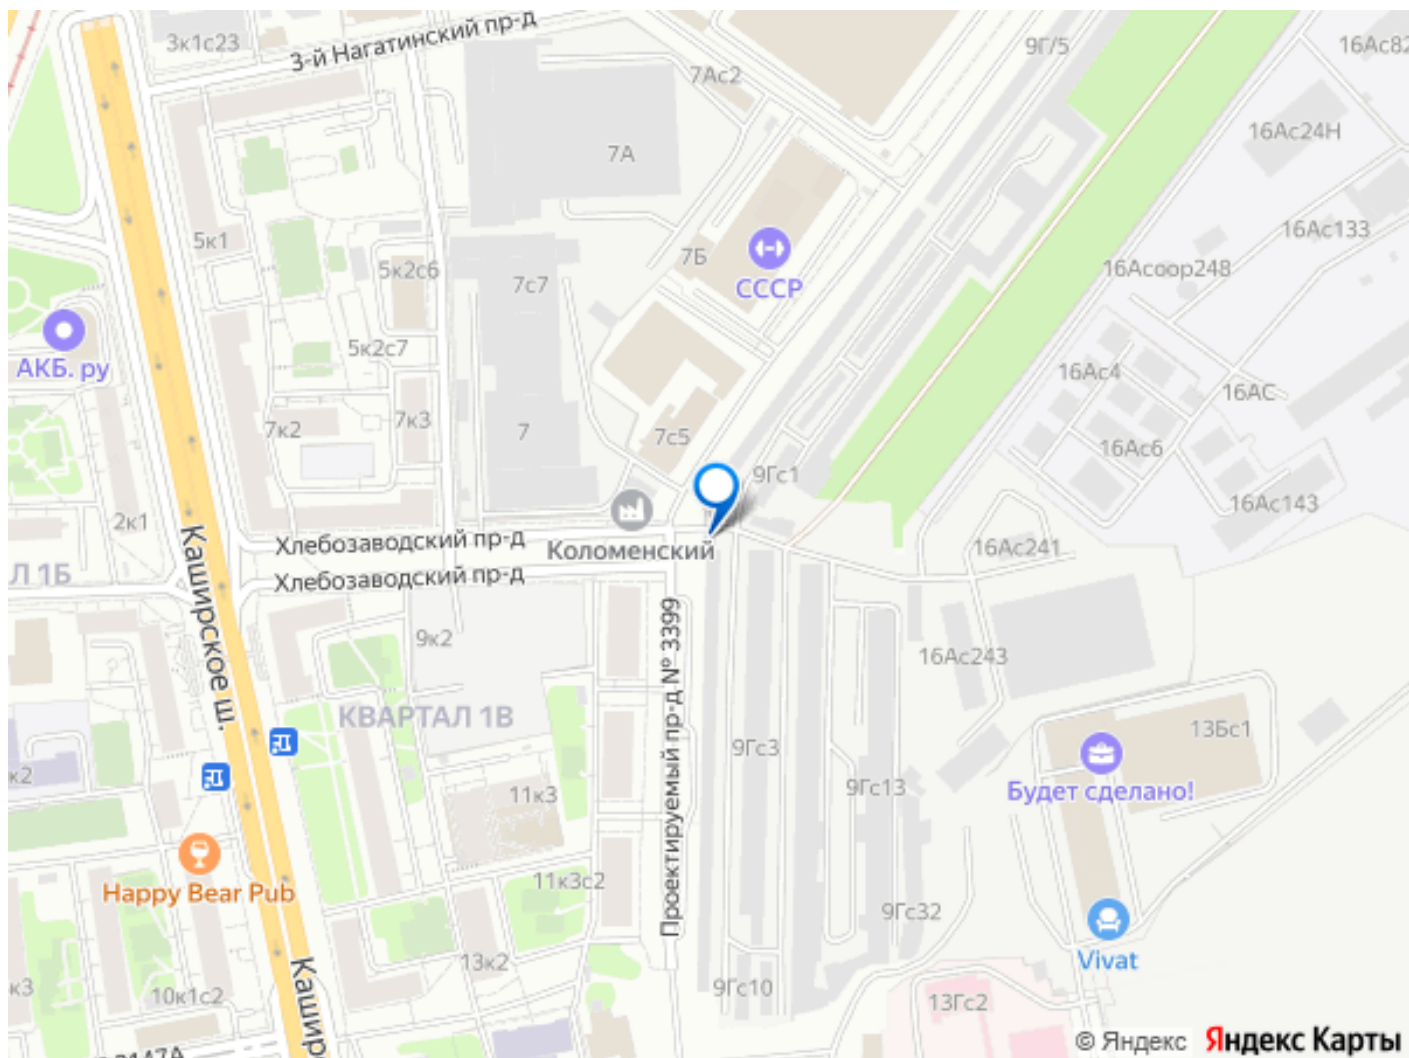 3к1с23
3-й Нагатинский пр-д
9Г/5
16Ас82
7Ас2
16Ас24Н
7А
5к1
7Б
СССР
16Ас133
5к2с6
7с7
16Асоор248
АКБ. ру
5к2с7
16Ас4
16АС
7к2
7к3
7
7с5
16Ас6
9Гс1
16Ас143
2к1
Хлебозаводский пр-д
Коломенский
16Ас241
Л 1Б
Хлебозаводский пр-д
Каширское ш.
9к2
Проектируемый пр-д № 3399
16Ас243
КВАРТАЛ 1В
9Гс3
13Бс1
к2
11к3
9Гс13
Будет сделано!
Happy Bear Pub
11к3с2
9Гс32
Vivat
к3
10к1с2
13к2
Кашир
9Гс10
13Гс2
© Яндекс Яндекс Карты